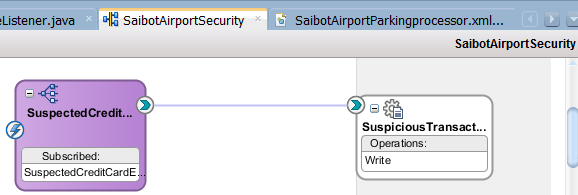 eListener.java
SaibotAirportSecurity
SaibotAirportParkingprocessor.xml...
SaibotAirportSecurity
SuspectedCredit...
Subscribed:
SuspectedCreditCardE...
SuspiciousTransact...
Operations:
Write